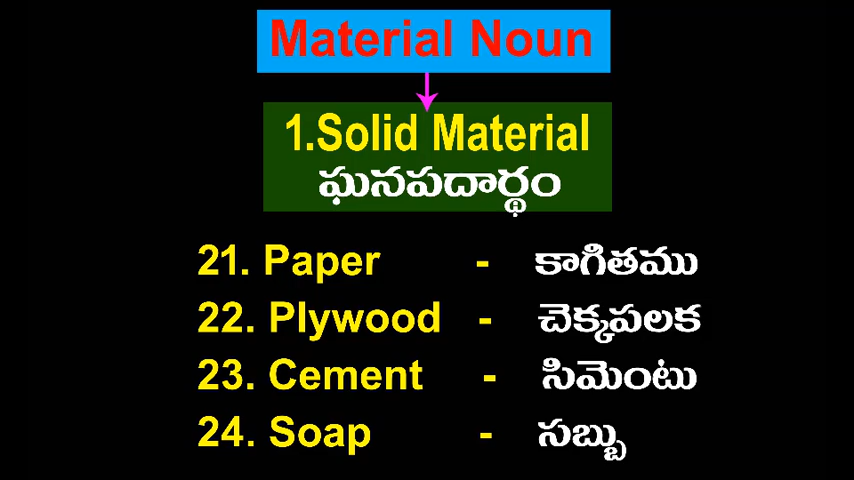 Material Noun
1.Solid Material
ఘనపదార్థం
21. Paper - కాగితము
22. Plywood - చెక్కపలక
23. Cement - సిమెంటు
24. Soap - సబ్బు